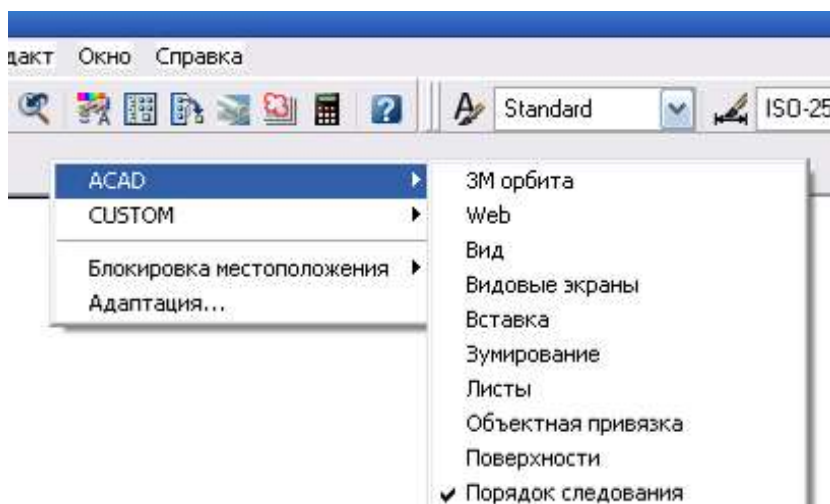 дакт Окно Справка
Standard ISO-25
ACAD
CUSTOM
Блокировка местоположения
Адаптация...
3М орбита
Web
Вид
Видовые экраны
Вставка
Зумирование
Листы
Объектная привязка
Поверхности
Порядок следования